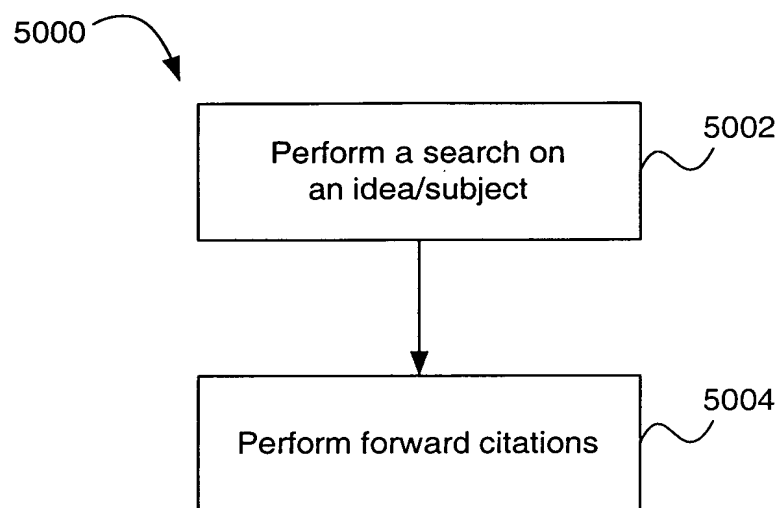 5000
Perform a search on
an idea/subject
5002
Perform forward citations
5004